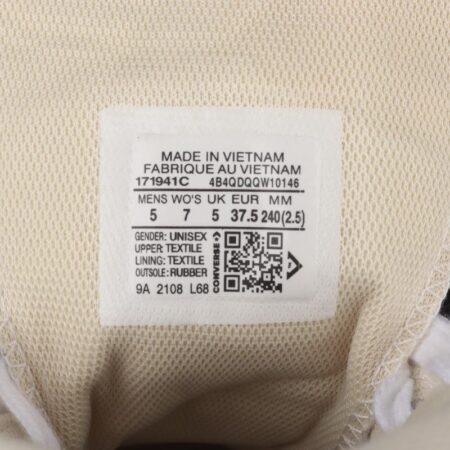 MADE IN VIETNAM
FABRIQUE AU VIETNAM
171941C 4B4QDQQW10146
MENS WO'S UK EUR MM
5 7 5 37.5 240(2.5)
GENDER: UNISEX
UPPER: TEXTILE
LINING: TEXTILE
OUTSOLE: RUBBER
9A 2108 L68
CONVERSE